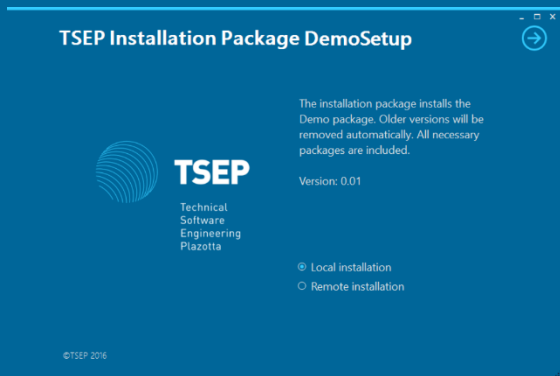 TSEP Installation Package DemoSetup
The installation package installs the
Demo package. Older versions will be
removed automatically. All necessary
packages are included.
Version: 0.01
TSEP
Technical
Software
Engineering
Plazotta
Local installation
Remote installation
©TSEP 2016